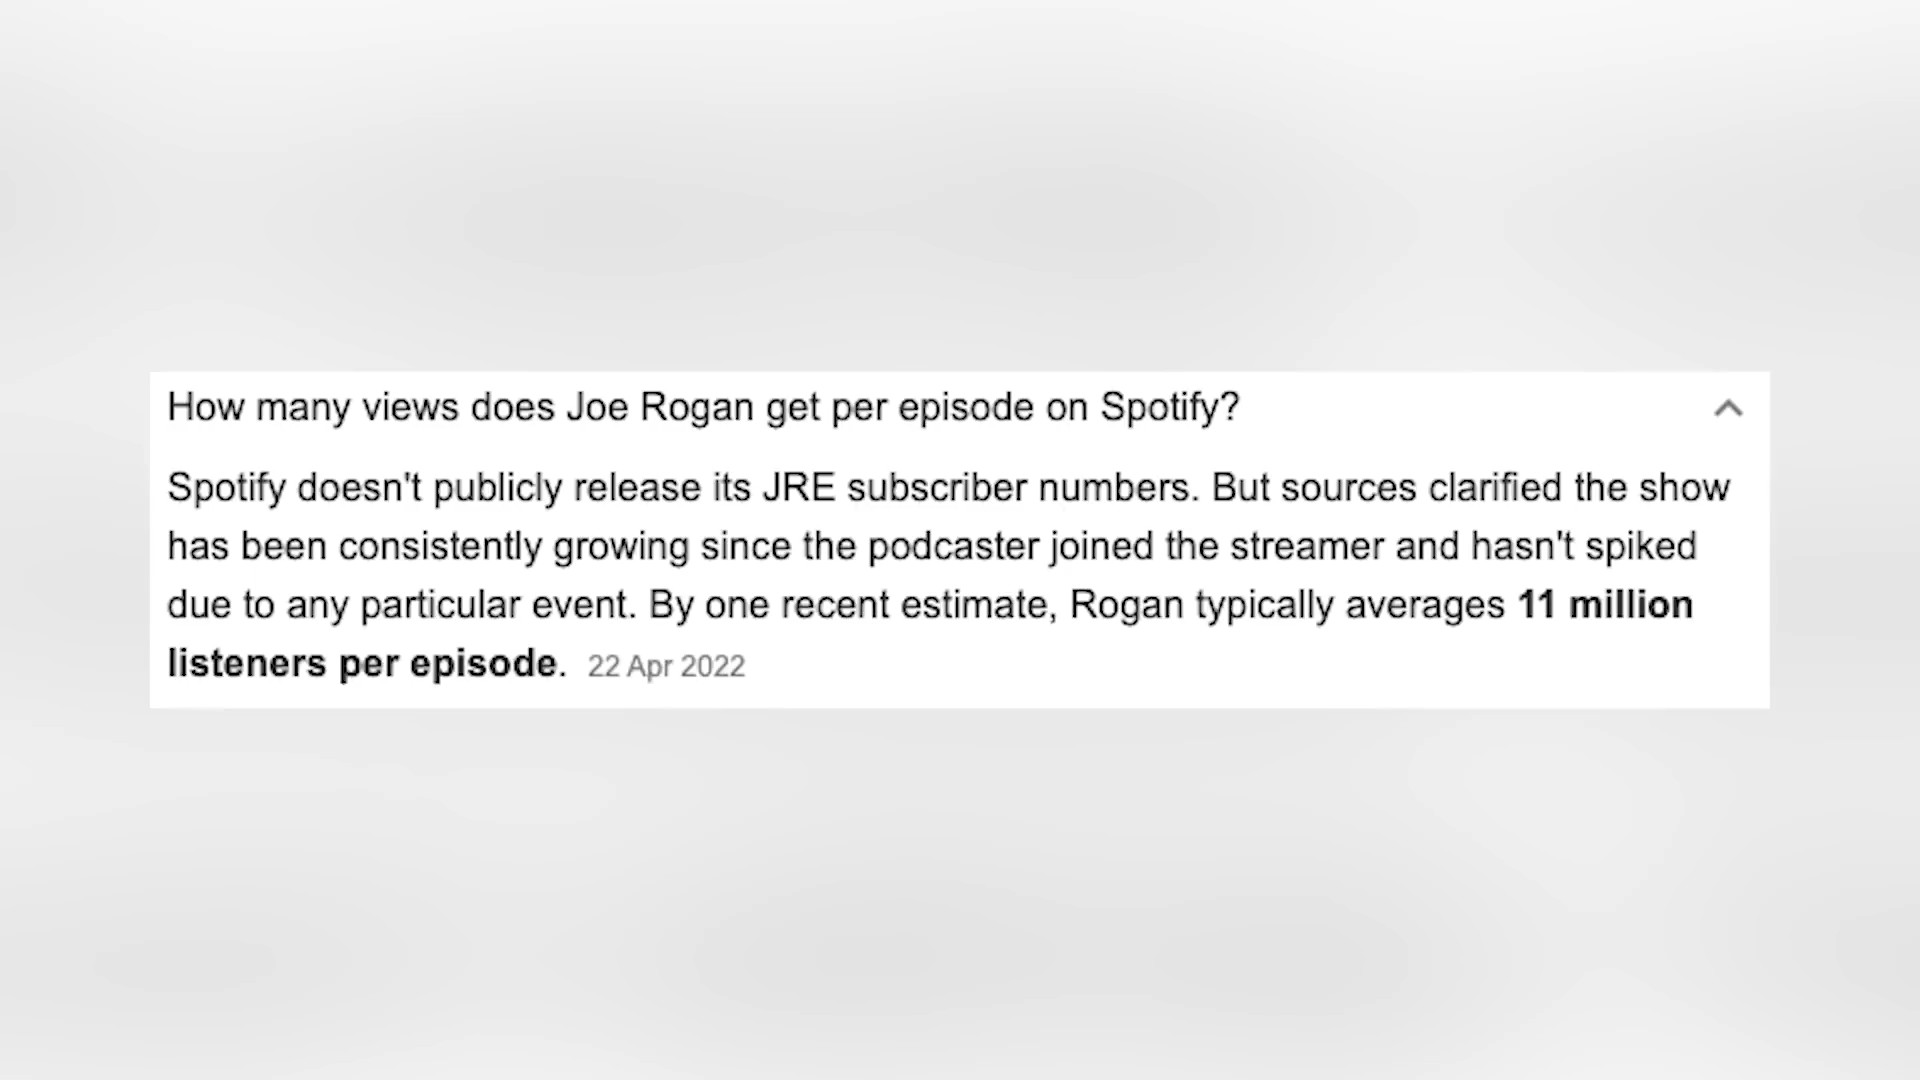 How many views does Joe Rogan get per episode on Spotify?
Spotify doesn't publicly release its JRE subscriber numbers. But sources clarified the show
has been consistently growing since the podcaster joined the streamer and hasn't spiked
due to any particular event. By one recent estimate, Rogan typically averages 11 million
listeners per episode. 22 Apr 2022